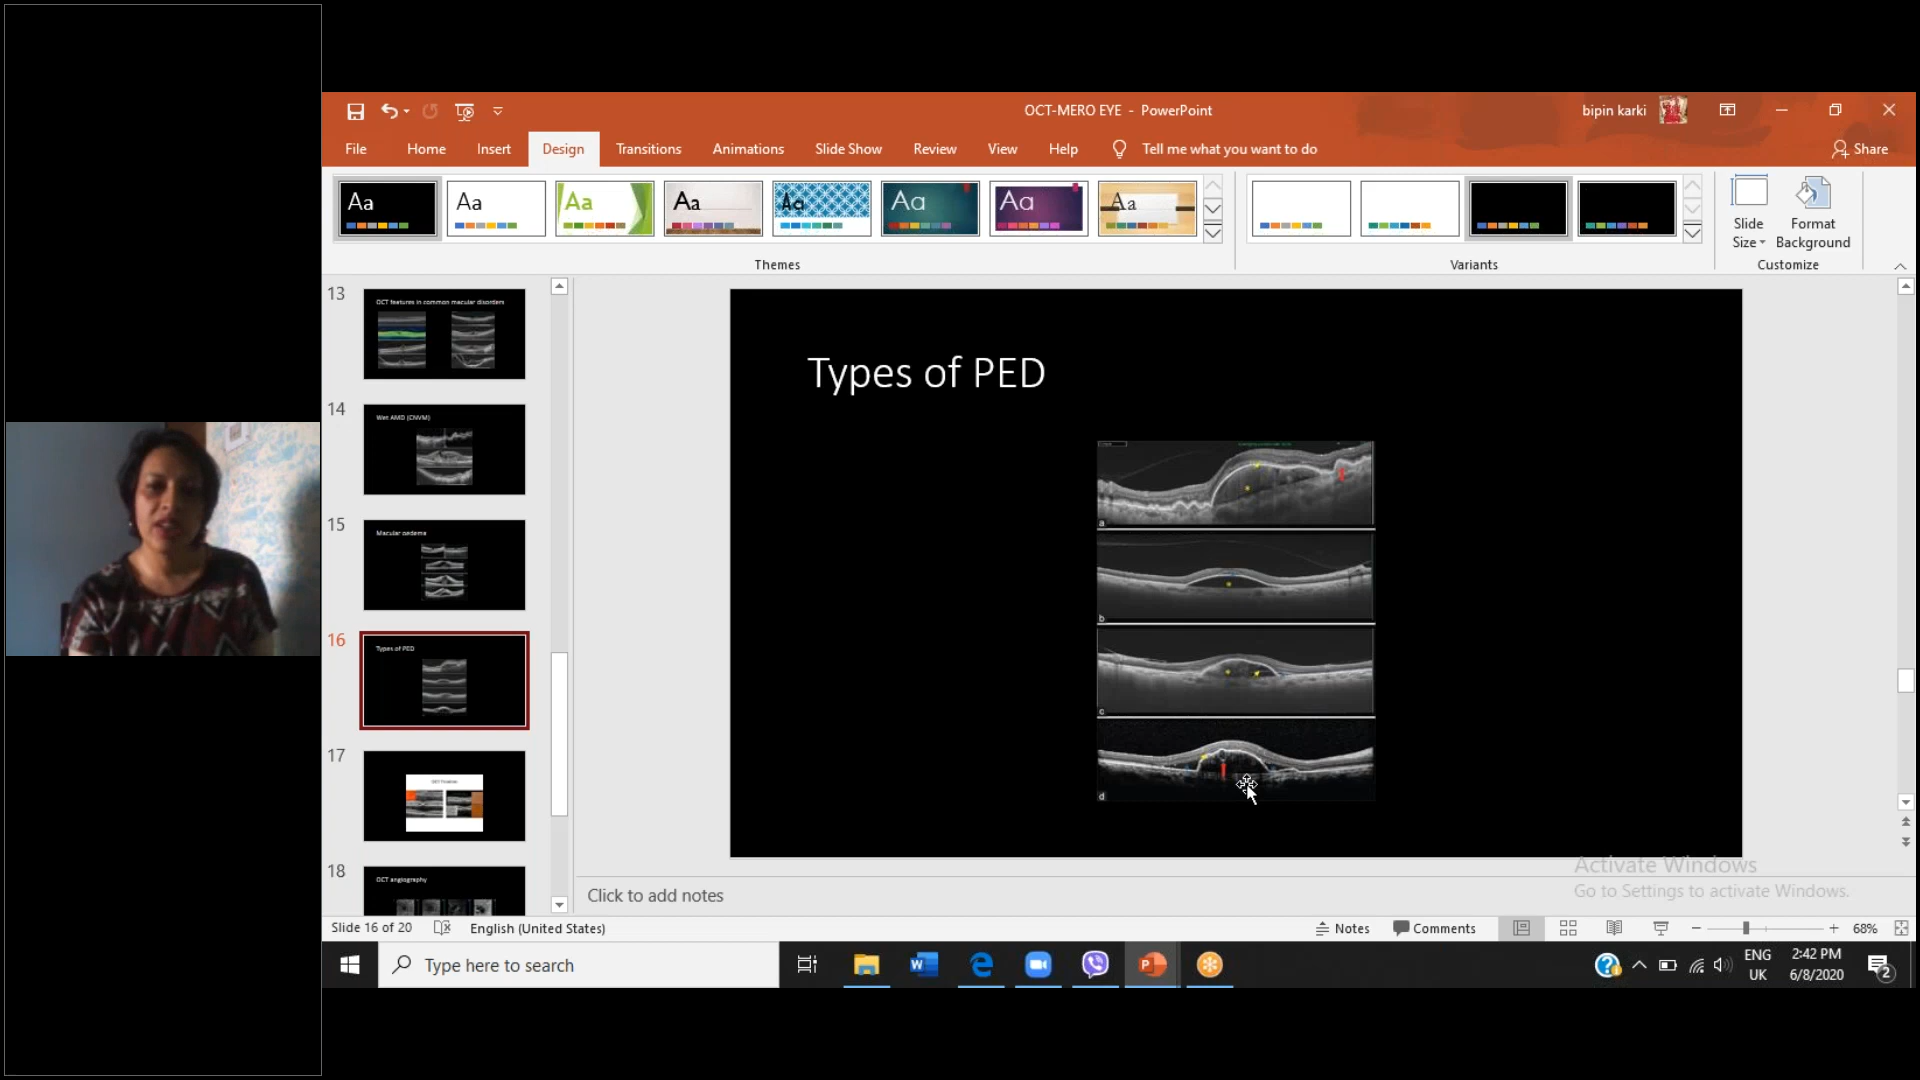 OCT-MERO EYE - PowerPoint
bipin karki
File Home Insert Design Transitions Animations Slide Show Review View Help Tell me what you want to do
Share
Aa Aa Aa Aa Aa Aa Aa Aa
Slide Size
Format Background
Themes
Variants
Customize
13
OCT features in common macular disorders
14
Wet AMD (CNVM)
15
Macular oedema
16
Types of PED
17
18
OCT angiography
Types of PED
a
b
c
d
Activate Windows
Go to Settings to activate Windows.
Click to add notes
Slide 16 of 20 English (United States)
Notes Comments 68%
Type here to search
ENG
UK
2:42 PM
6/8/2020
2